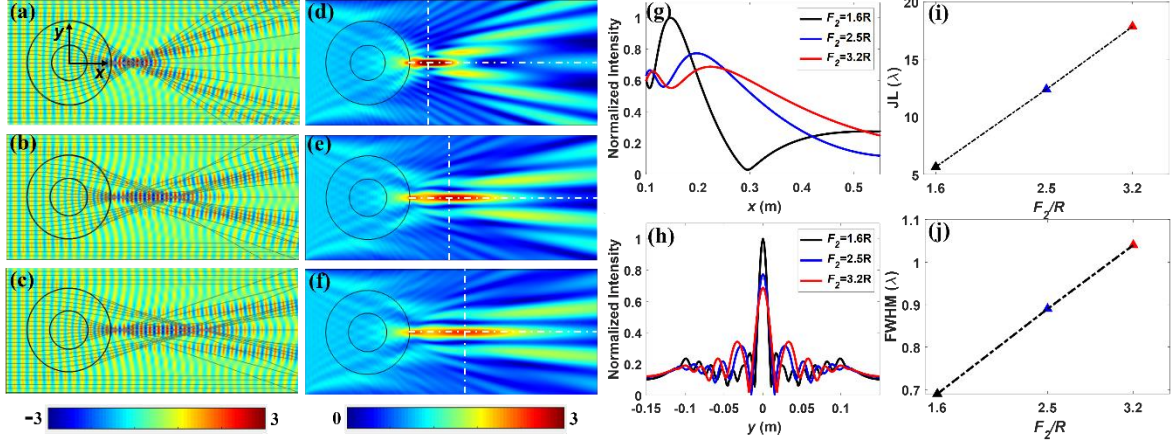 (a)
y
x
(b)
(c)
−3
3
(d)
(e)
(f)
0
3
(g)
F2=1.6R
F2=2.5R
F2=3.2R
Normalized Intensity
1
0.8
0.6
0.4
0.2
0
0.1
0.2
0.3
0.4
0.5
x (m)
(h)
F2=1.6R
F2=2.5R
F2=3.2R
Normalized Intensity
1
0.8
0.6
0.4
0.2
0
-0.15
-0.1
-0.05
0
0.05
0.1
y (m)
(i)
JL (λ)
20
15
10
5
1.6
2.5
3.2
F2/R
(j)
FWHM (λ)
1.1
1
0.9
0.8
0.7
1.6
2.5
3.2
F2/R